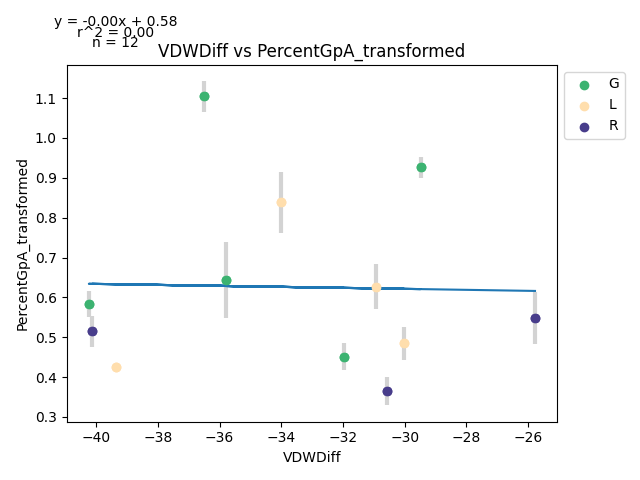 y = -0.00x + 0.58
r^2 = 0.00
n = 12
VDWDiff vs PercentGpA_transformed
G
L
R
PercentGpA_transformed
1.1
1.0
0.9
0.8
0.7
0.6
0.5
0.4
0.3
−40
−38
−36
−34
−32
−30
−28
−26
VDWDiff